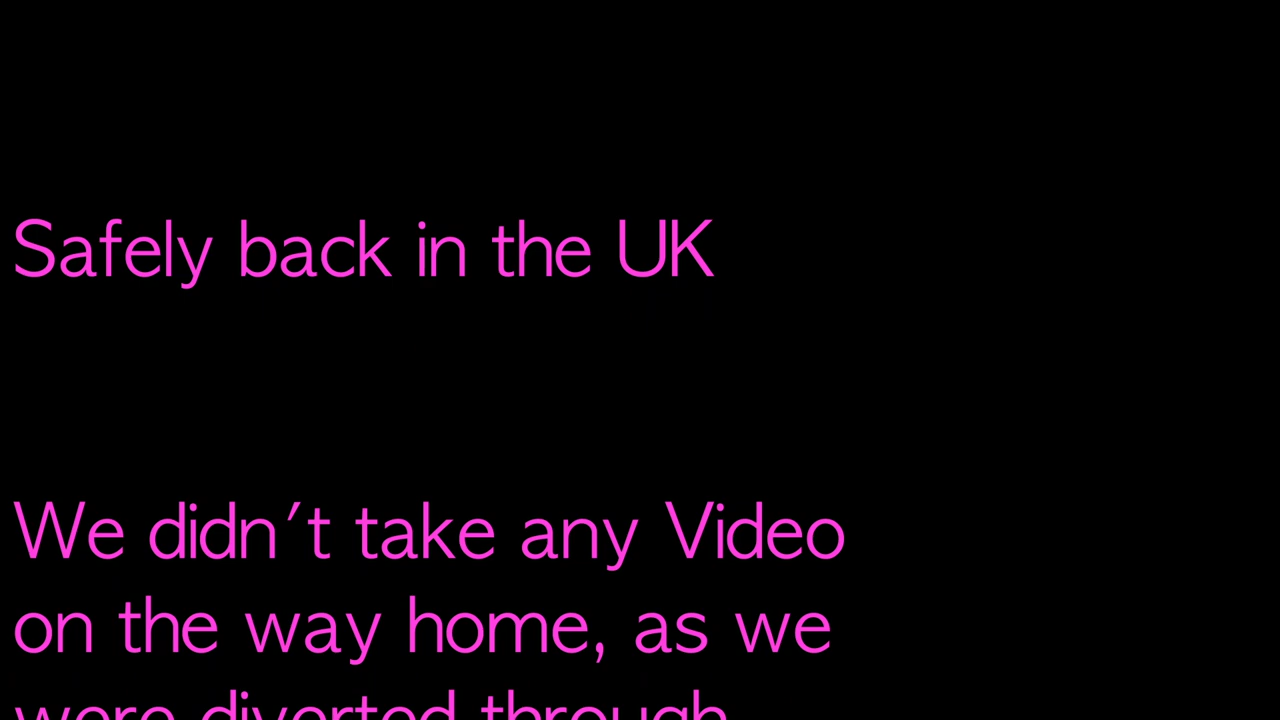 Safely back in the UK
We didn´t take any Video
on the way home, as we
were diverted through